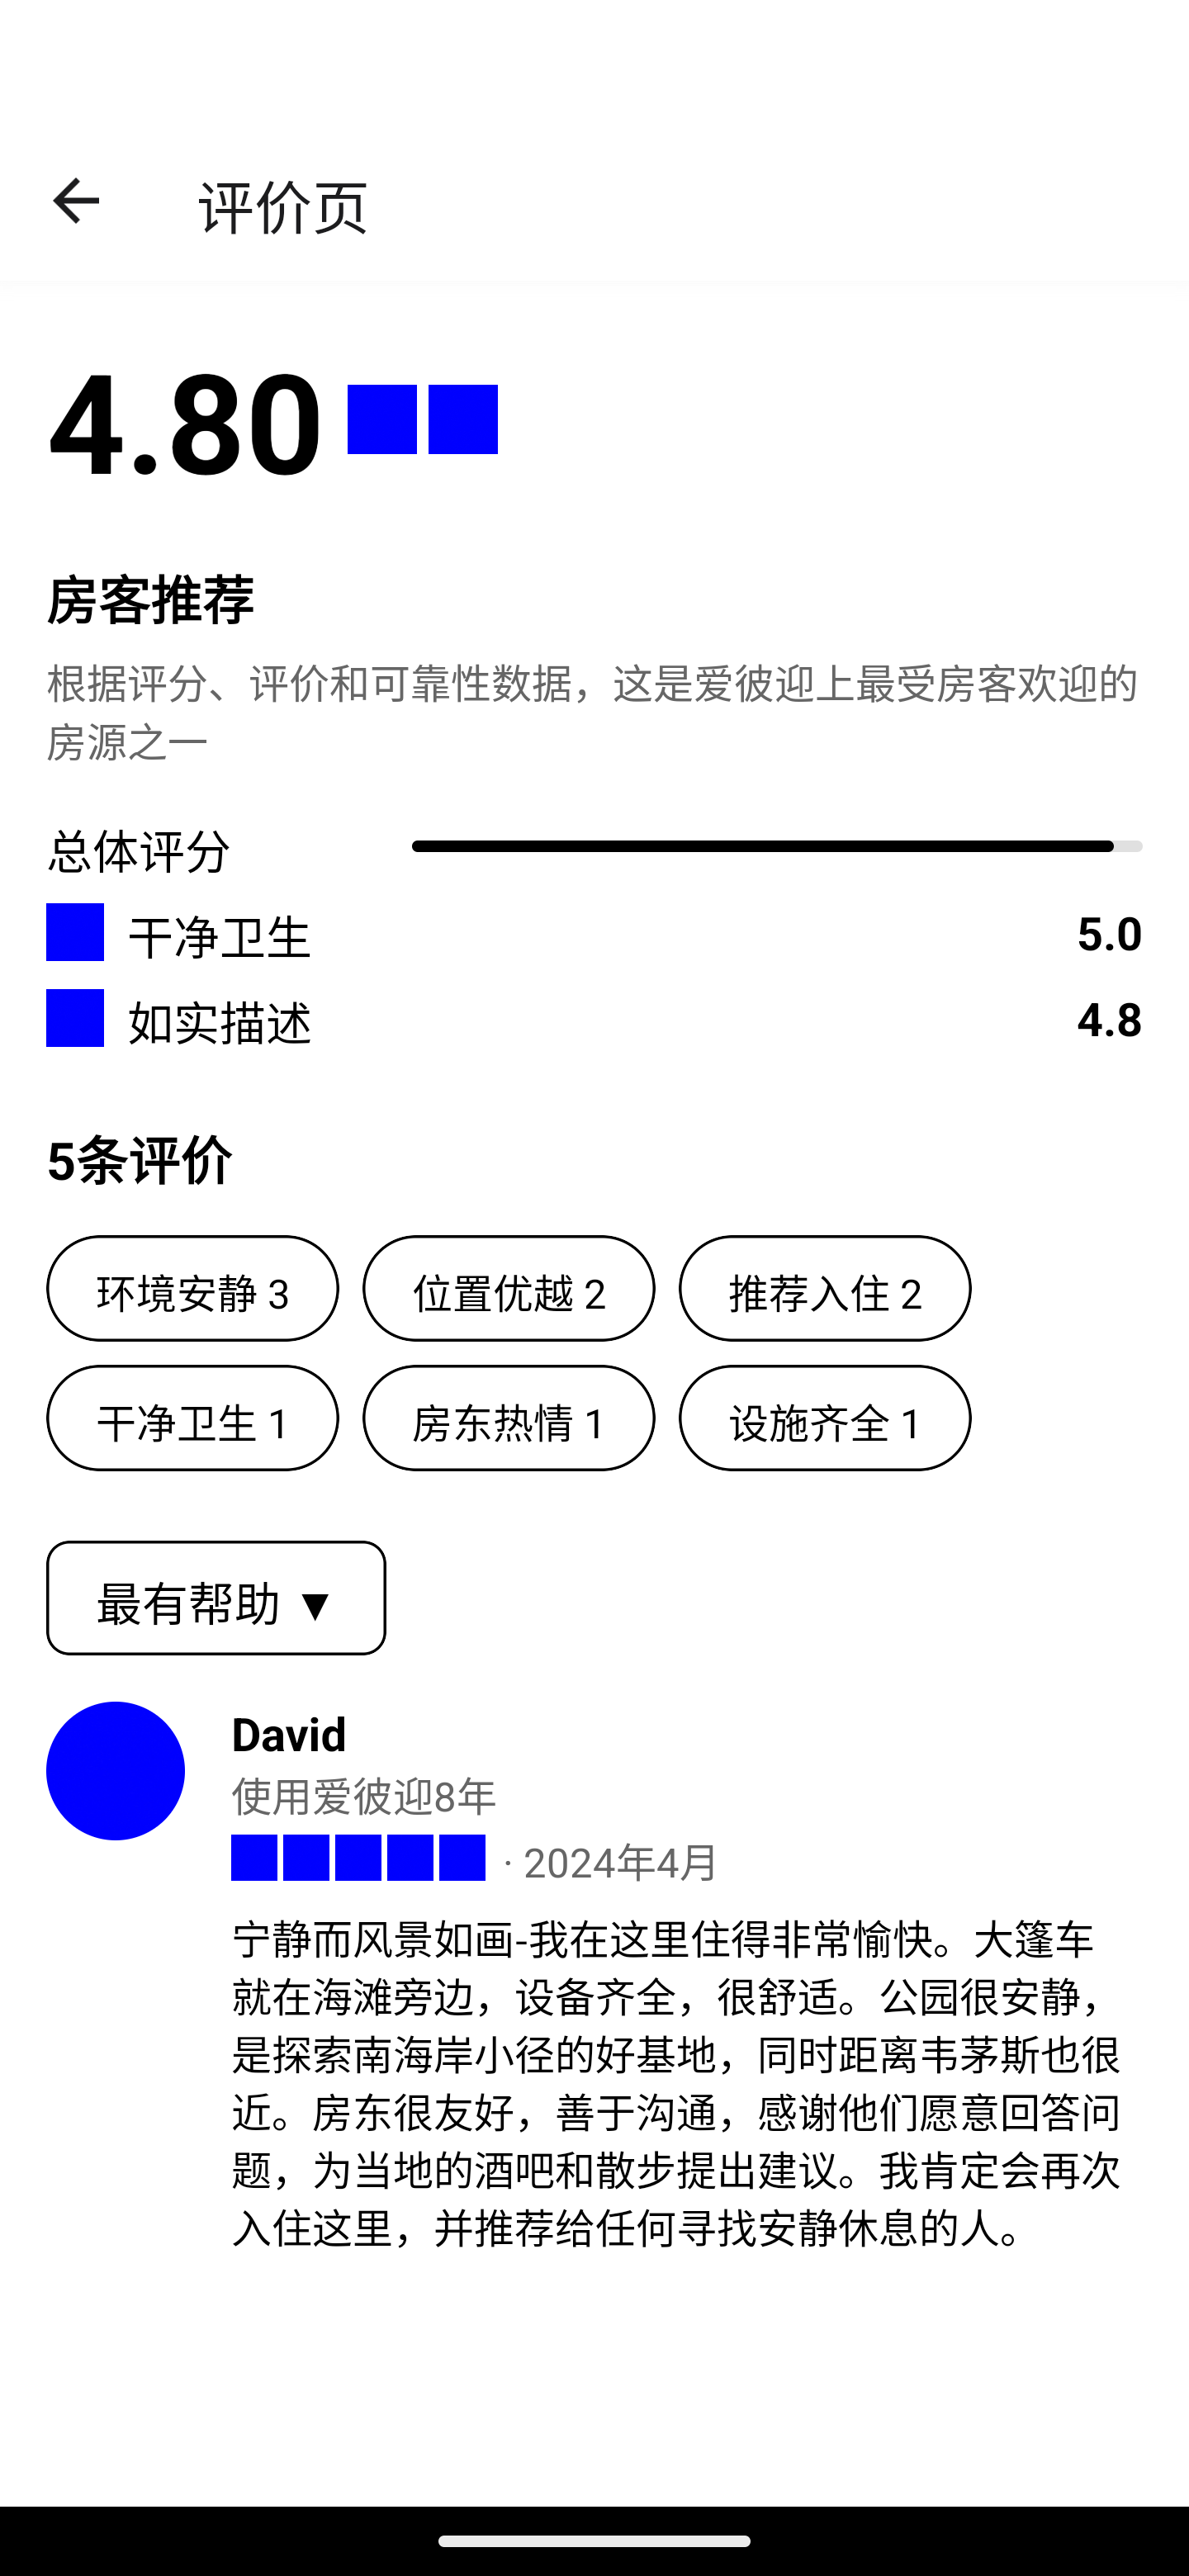 评价页
4.80
房客推荐
根据评分、评价和可靠性数据，这是爱彼迎上最受房客欢迎的
房源之一
总体评分
干净卫生 5.0
如实描述 4.8
5条评价
环境安静 3 位置优越 2 推荐入住 2
干净卫生 1 房东热情 1 设施齐全 1
最有帮助 ▼
David
使用爱彼迎8年
· 2024年4月
宁静而风景如画-我在这里住得非常愉快。大篷车
就在海滩旁边，设备齐全，很舒适。公园很安静，
是探索南海岸小径的好基地，同时距离韦茅斯也很
近。房东很友好，善于沟通，感谢他们愿意回答问
题，为当地的酒吧和散步提出建议。我肯定会再次
入住这里，并推荐给任何寻找安静休息的人。